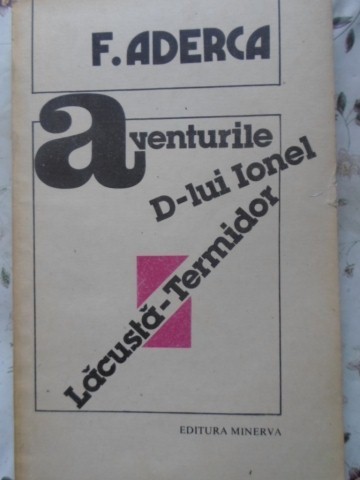 F. ADERCA
aventurile
D-lui Ionel
Lăcustă-Termidor
EDITURA MINERVA